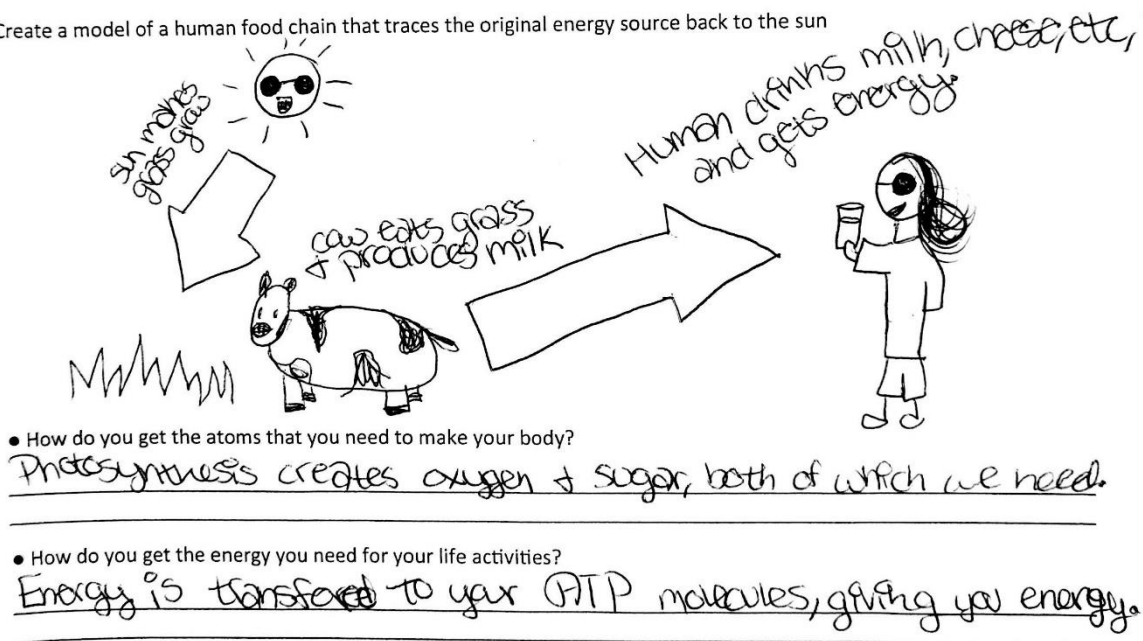 Create a model of a human food chain that traces the original energy source back to the sun
sun makes
grass grow
cow eats grass
+ produces milk
Human drinks milk, cheese, etc,
and gets energy.
• How do you get the atoms that you need to make your body?
Photosynthesis creates oxygen + sugar, both of which we need.
• How do you get the energy you need for your life activities?
Energy is transfered to your ATP molecules, giving you energy.